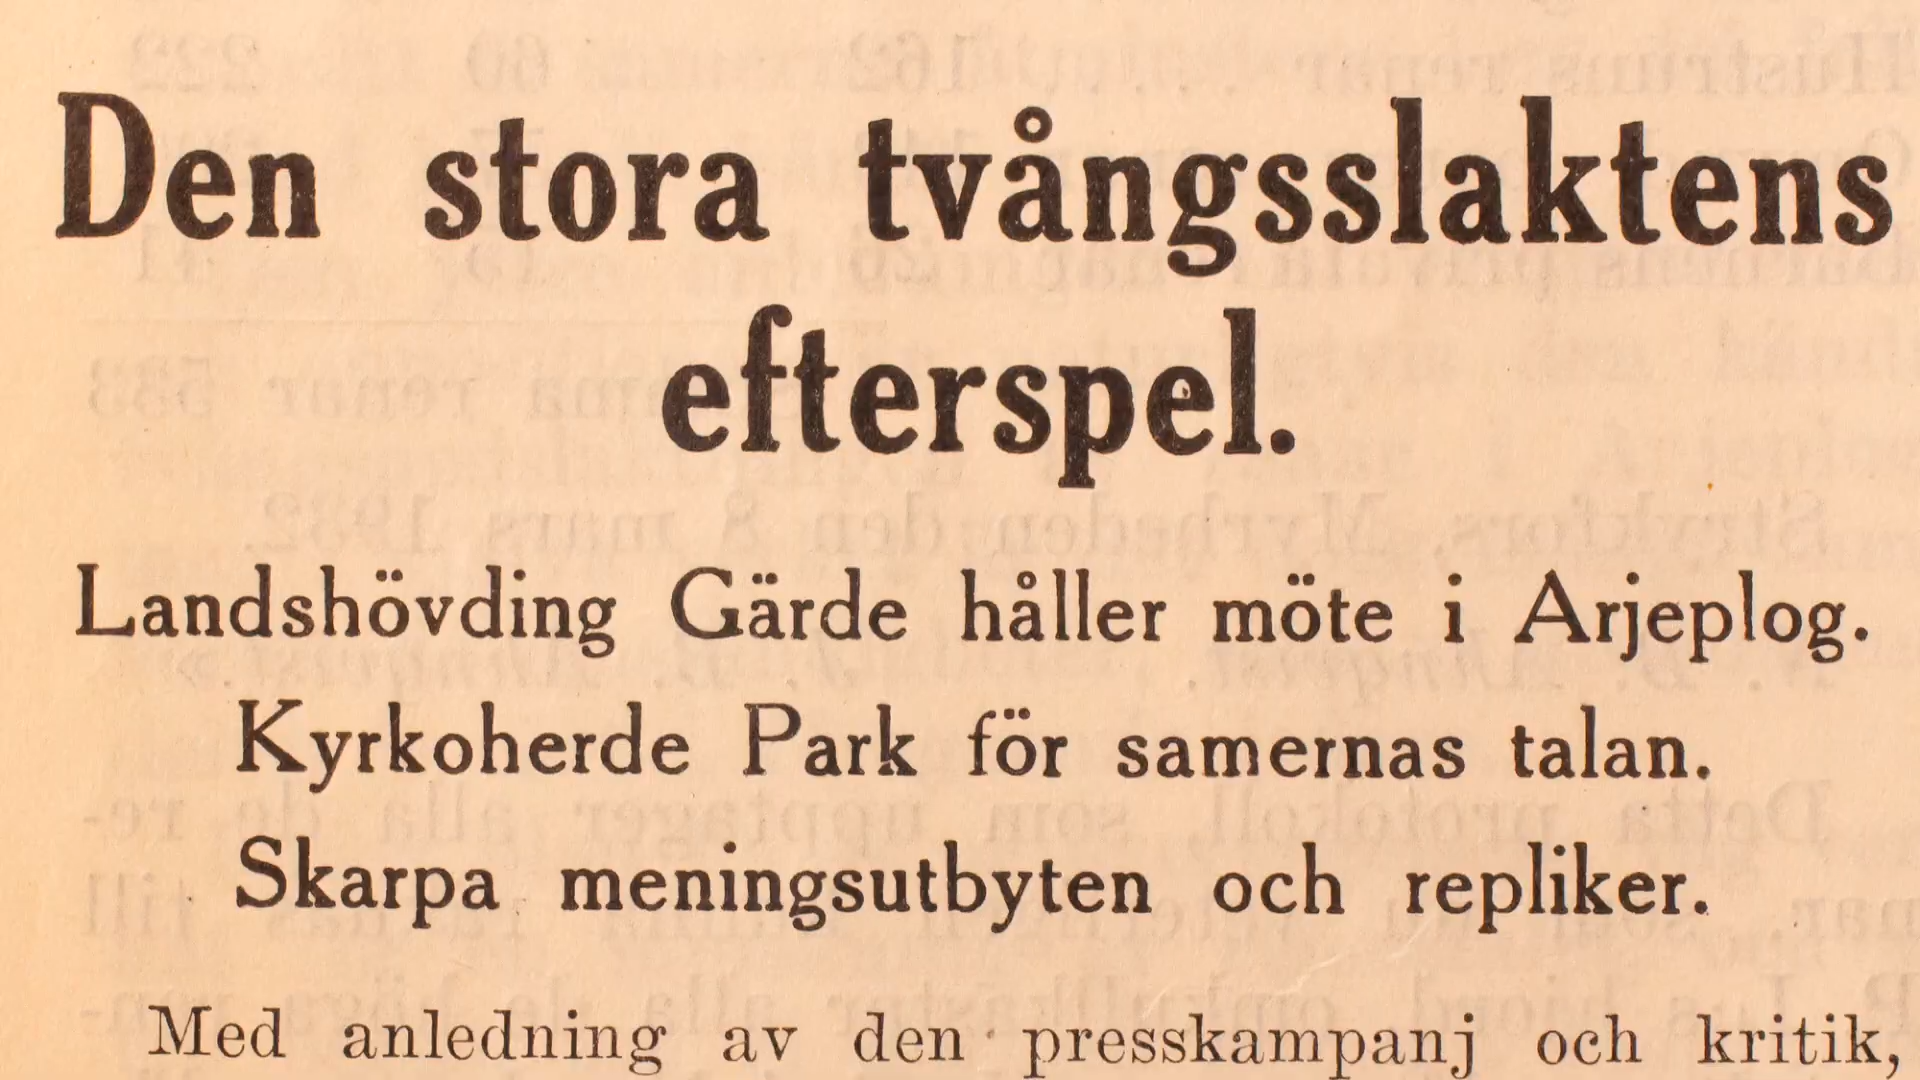 Den stora tvångsslaktens
efterspel.
Landshövding Gärde håller möte i Arjeplog.
Kyrkoherde Park för samernas talan.
Skarpa meningsutbyten och repliker.
Med anledning av den presskampanj och kritik,